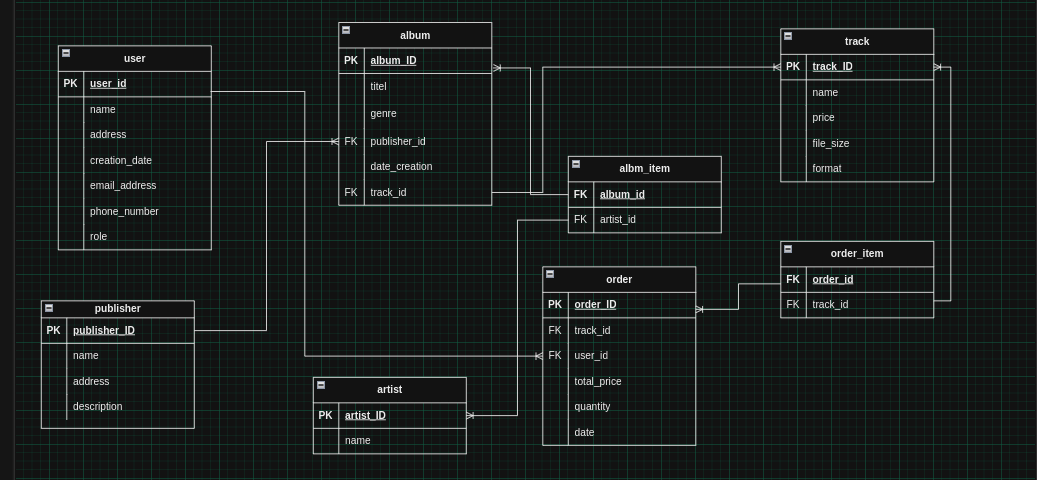 user
PK user_id
name
address
creation_date
email_address
phone_number
role
album
PK album_ID
titel
genre
FK publisher_id
date_creation
FK track_id
track
PK track_ID
name
price
file_size
format
albm_item
FK album_id
FK artist_id
order_item
FK order_id
FK track_id
order
PK order_ID
FK track_id
FK user_id
total_price
quantity
date
publisher
PK publisher_ID
name
address
description
artist
PK artist_ID
name